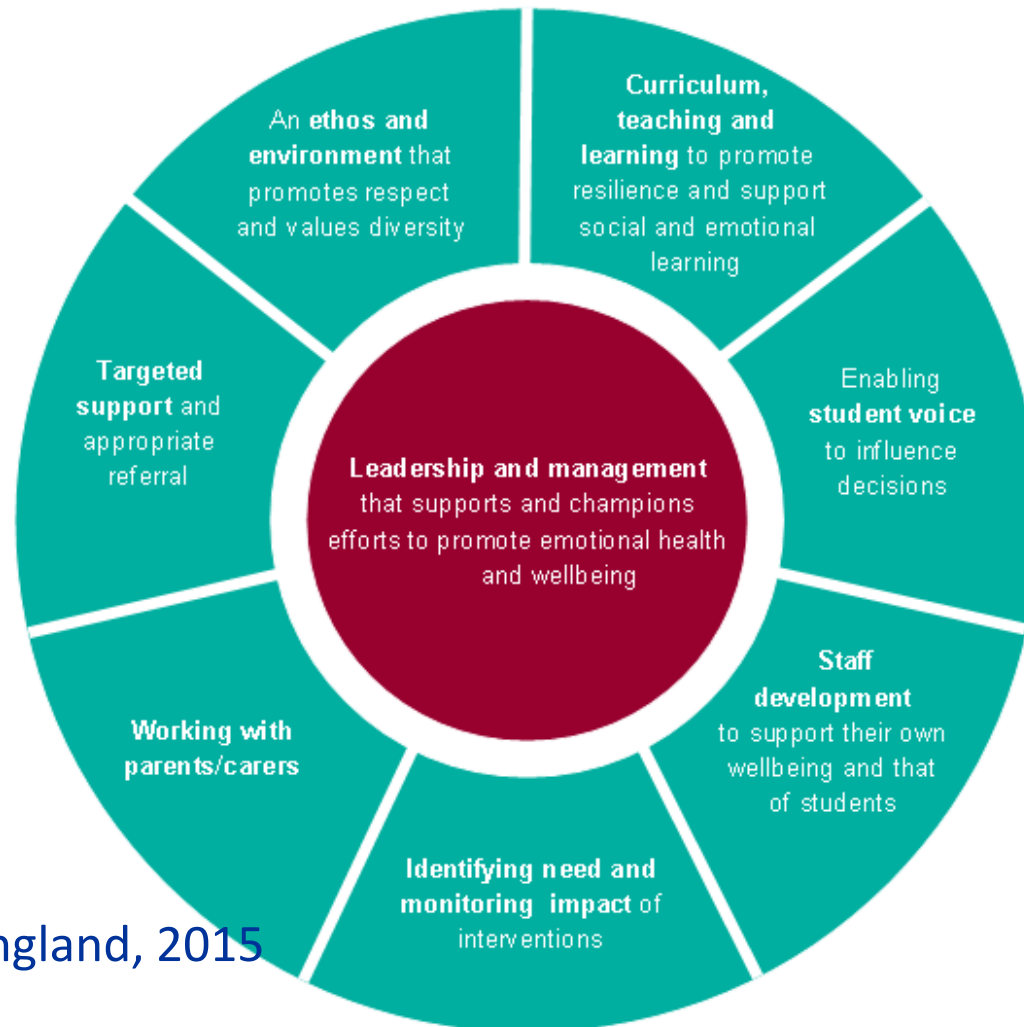 An ethos and
environment that
promotes respect
and values diversity
Curriculum,
teaching and
learning to promote
resilience and support
social and emotional
learning
Enabling
student voice
to influence
decisions
Staff
development
to support their own
wellbeing and that
of students
Identifying need and
monitoring impact of
interventions
Working with
parents/carers
Targeted
support and
appropriate
referral
Leadership and management
that supports and champions
efforts to promote emotional health
and wellbeing
2015